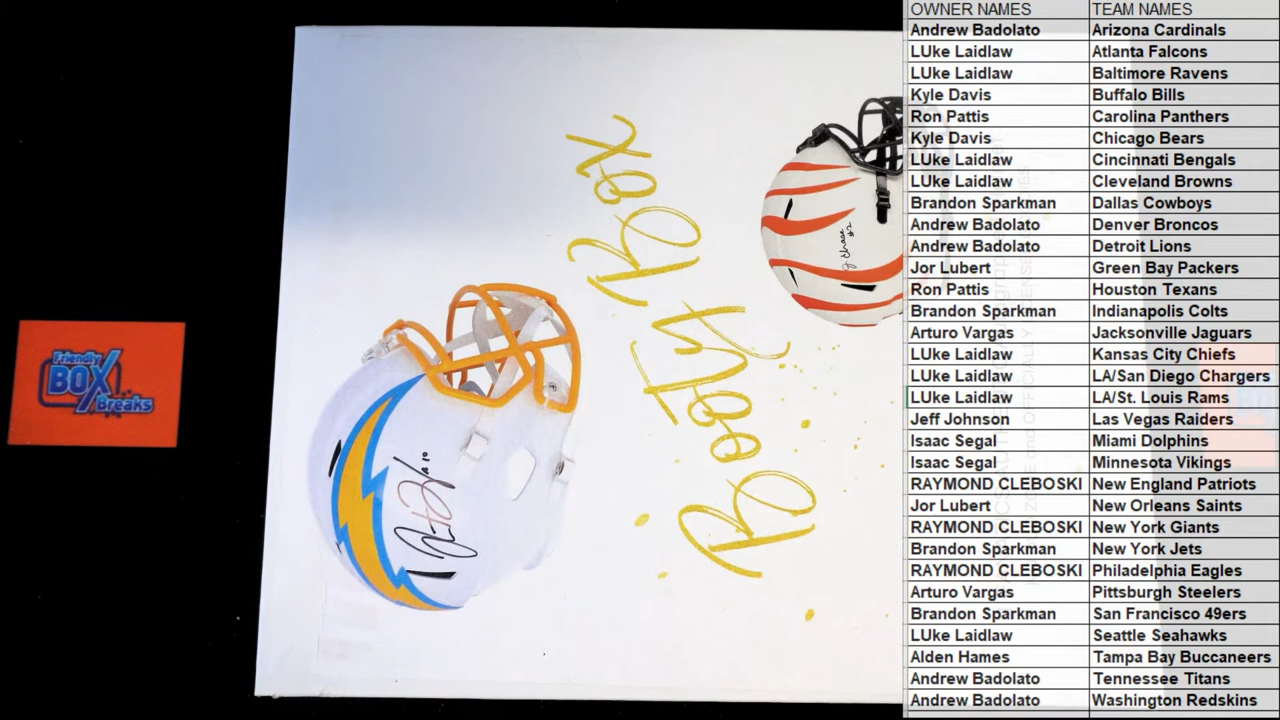 Friendly
BOX
Breaks
Booty Box
J Chase
#1
OWNER NAMES TEAM NAMES
Andrew Badolato Arizona Cardinals
LUke Laidlaw Atlanta Falcons
LUke Laidlaw Baltimore Ravens
Kyle Davis Buffalo Bills
Ron Pattis Carolina Panthers
Kyle Davis Chicago Bears
LUke Laidlaw Cincinnati Bengals
LUke Laidlaw Cleveland Browns
Brandon Sparkman Dallas Cowboys
Andrew Badolato Denver Broncos
Andrew Badolato Detroit Lions
Jor Lubert Green Bay Packers
Ron Pattis Houston Texans
Brandon Sparkman Indianapolis Colts
Arturo Vargas Jacksonville Jaguars
LUke Laidlaw Kansas City Chiefs
LUke Laidlaw LA/San Diego Chargers
LUke Laidlaw LA/St. Louis Rams
Jeff Johnson Las Vegas Raiders
Isaac Segal Miami Dolphins
Isaac Segal Minnesota Vikings
RAYMOND CLEBOSKI New England Patriots
Jor Lubert New Orleans Saints
RAYMOND CLEBOSKI New York Giants
Brandon Sparkman New York Jets
RAYMOND CLEBOSKI Philadelphia Eagles
Arturo Vargas Pittsburgh Steelers
Brandon Sparkman San Francisco 49ers
LUke Laidlaw Seattle Seahawks
Alden Hames Tampa Bay Buccaneers
Andrew Badolato Tennessee Titans
Andrew Badolato Washington Redskins